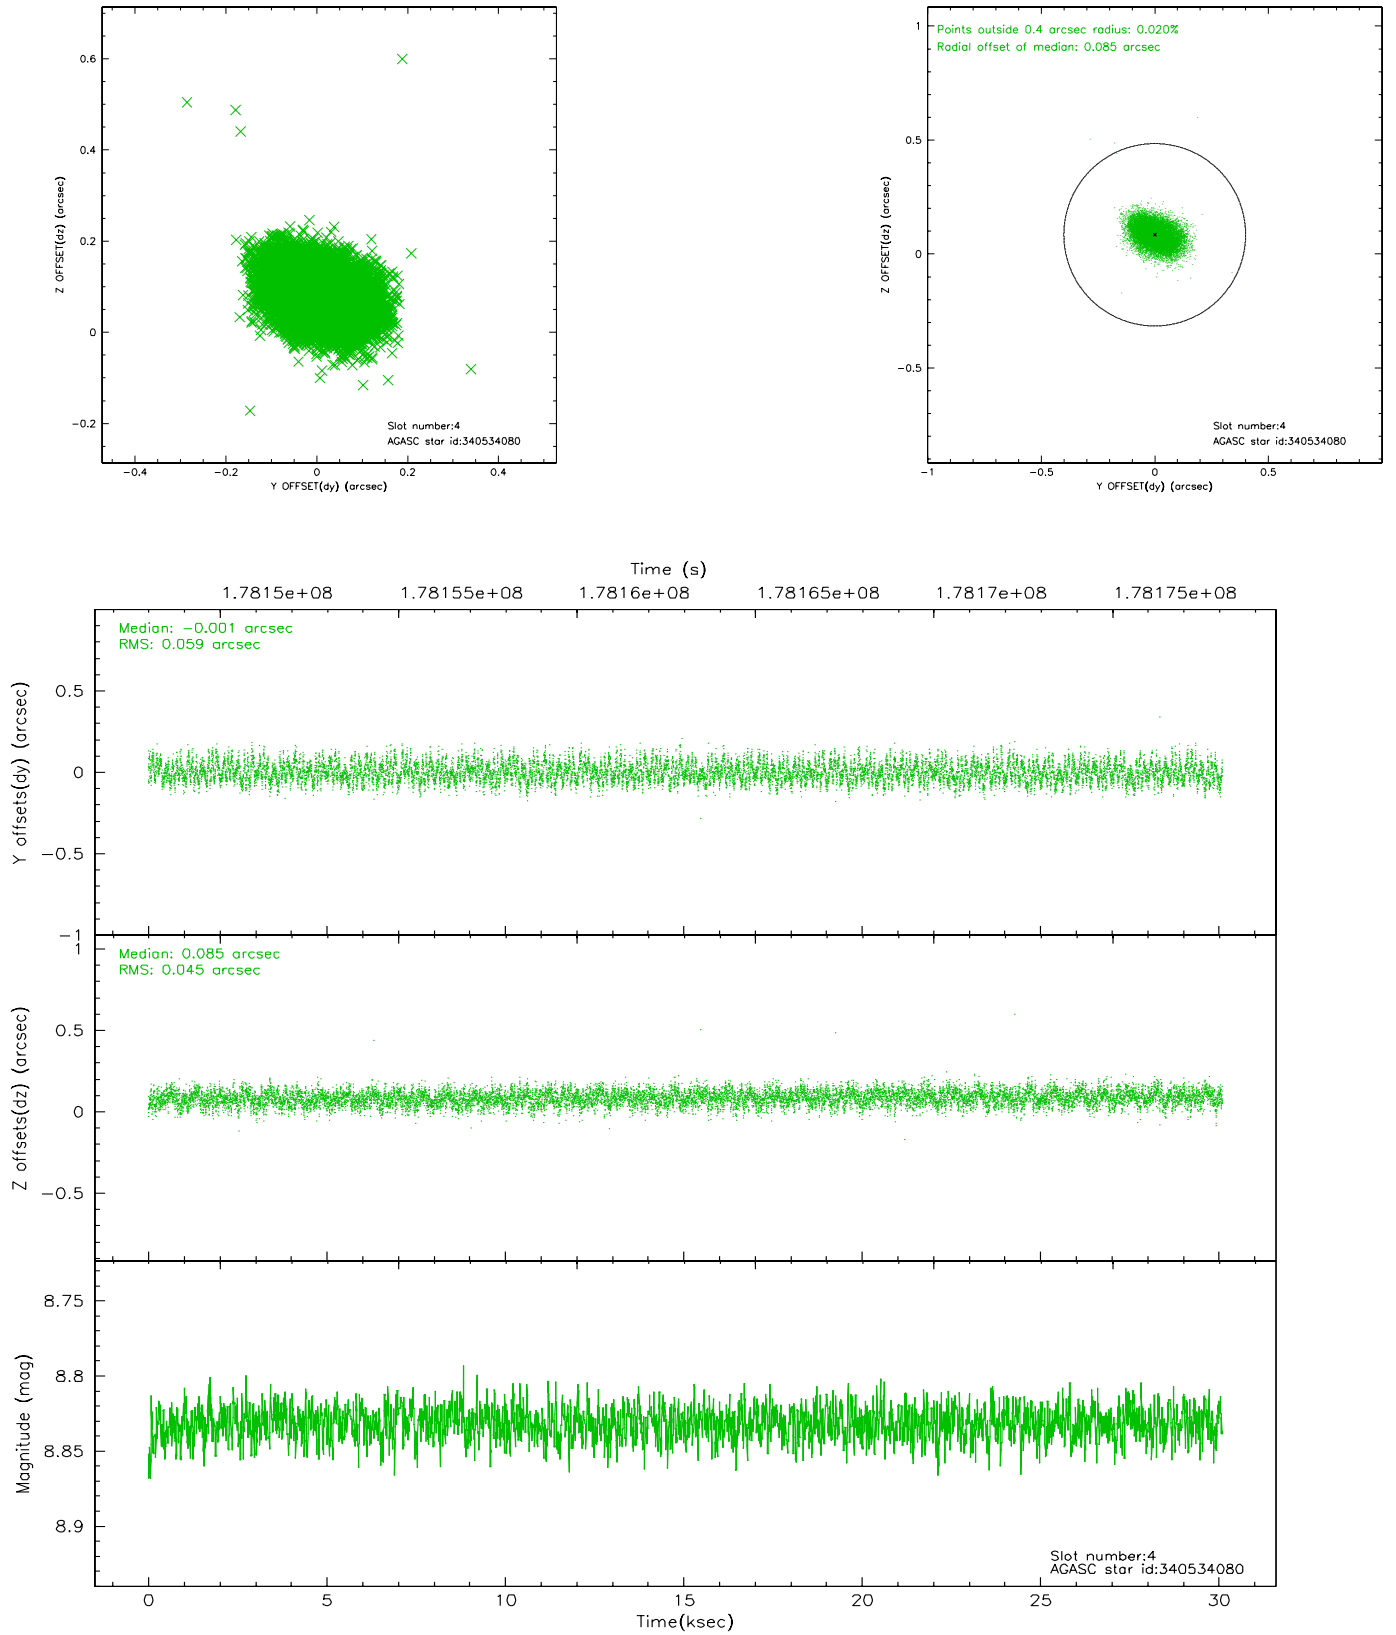 0.6
0.4
0.2
0
−0.2
Z OFFSET(dz) (arcsec)
Slot number:4
AGASC star id:340534080
−0.4 −0.2 0 0.2 0.4
Y OFFSET(dy) (arcsec)
Points outside 0.4 arcsec radius: 0.020%
Radial offset of median: 0.085 arcsec
1
0.5
0
−0.5
Z OFFSET(dz) (arcsec)
Slot number:4
AGASC star id:340534080
−1 −0.5 0 0.5
Y OFFSET(dy) (arcsec)
Time (s)
1.7815e+08 1.78155e+08 1.7816e+08 1.78165e+08 1.7817e+08 1.78175e+08
Median: −0.001 arcsec
RMS: 0.059 arcsec
0.5
0
−0.5
−1
Y offsets(dy) (arcsec)
Median: 0.085 arcsec
RMS: 0.045 arcsec
1
0.5
0
−0.5
Z offsets(dz) (arcsec)
8.75
8.8
8.85
8.9
Magnitude (mag)
Slot number:4
AGASC star id:340534080
0 5 10 15 20 25 30
Time(ksec)